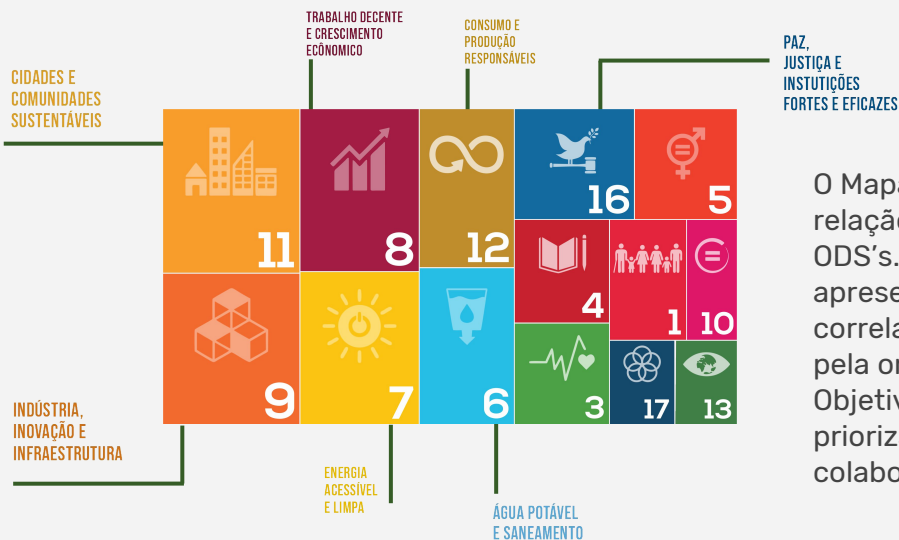 TRABALHO DECENTE
E CRESCIMENTO
ECÔNOMICO
CONSUMO E
PRODUÇÃO
RESPONSÁVEIS
PAZ,
JUSTIÇA E
INSTUTIÇÕES
FORTES E EFICAZES
CIDADES E
COMUNIDADES
SUSTENTÁVEIS
11
8
12
16
5
4
1
10
9
7
6
3
17
13
INDÚSTRIA,
INOVAÇÃO E
INFRAESTRUTURA
ENERGIA
ACESSÍVEL
E LIMPA
ÁGUA POTÁVEL
E SANEAMENTO
O Mapa
relação
ODS's.
aprese
correla
pela or
Objetiv
prioriz
colabo